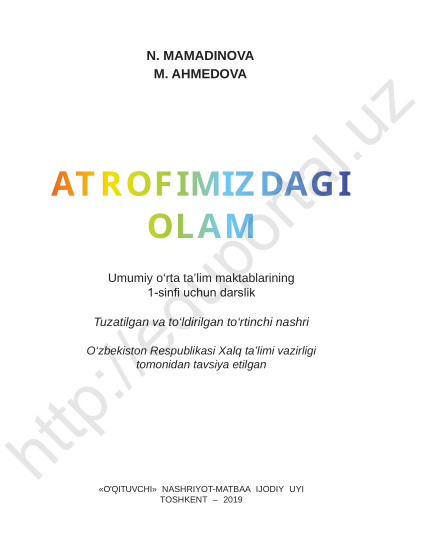 N. MAMADINOVA
M. AHMEDOVA
ATROFIMIZDAGI
OLAM
Umumiy o‘rta ta’lim maktablarining
1-sinfi uchun darslik
Tuzatilgan va to‘ldirilgan to‘rtinchi nashri
O‘zbekiston Respublikasi Xalq ta’limi vazirligi
tomonidan tavsiya etilgan
«O‘QITUVCHI» NASHRIYOT-MATBAA IJODIY UYI
TOSHKENT – 2019
http://eduportal.uz